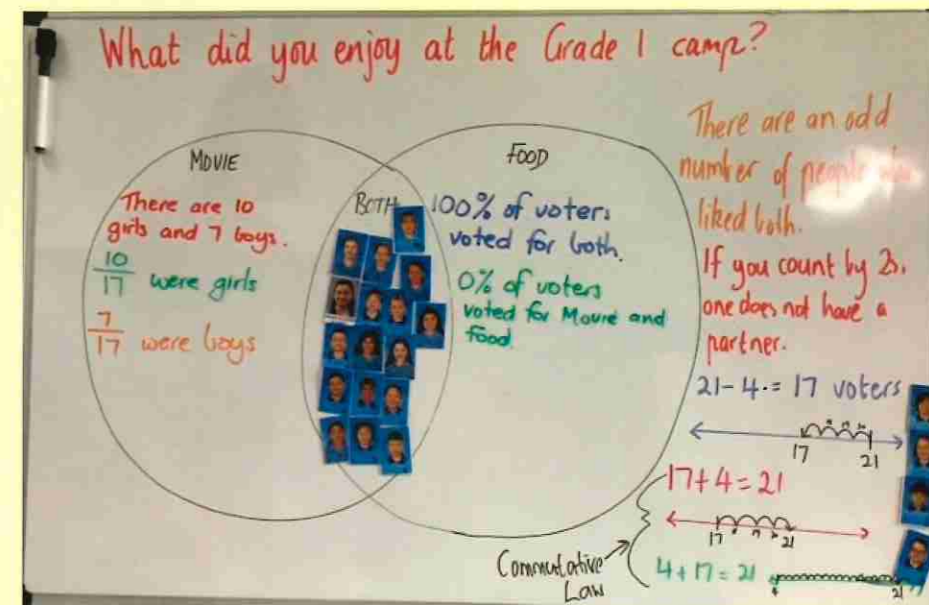 What did you enjoy at the Grade 1 camp?
MOVIE
There are 10
girls and 7 boys.
10
17 were girls
7
17 were boys
BOTH
FOOD
100% of voters
voted for both.
0% of voters
voted for Movie and
Food.
There are an odd
number of people who
liked both.
If you count by 2s,
one does not have a
partner.
21-4.= 17 voters
17 21
17+4=21
17 21
Commutative
Law
4+17=21
4 21